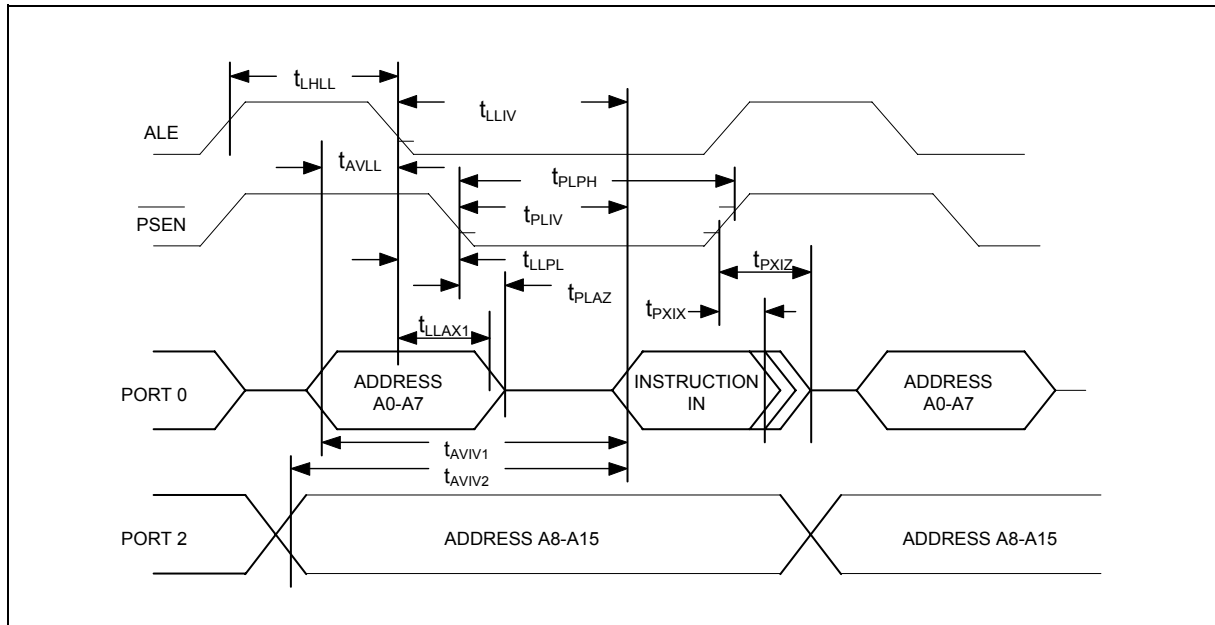 tLHLL
tLLIV
ALE
tAVLL
tPLPH
PSEN
tPLIV
tLLPL
tPXIZ
tPLAZ
tPXIX
tLLAX1
PORT 0
ADDRESS
A0-A7
INSTRUCTION
IN
ADDRESS
A0-A7
tAVIV1
tAVIV2
PORT 2
ADDRESS A8-A15
ADDRESS A8-A15